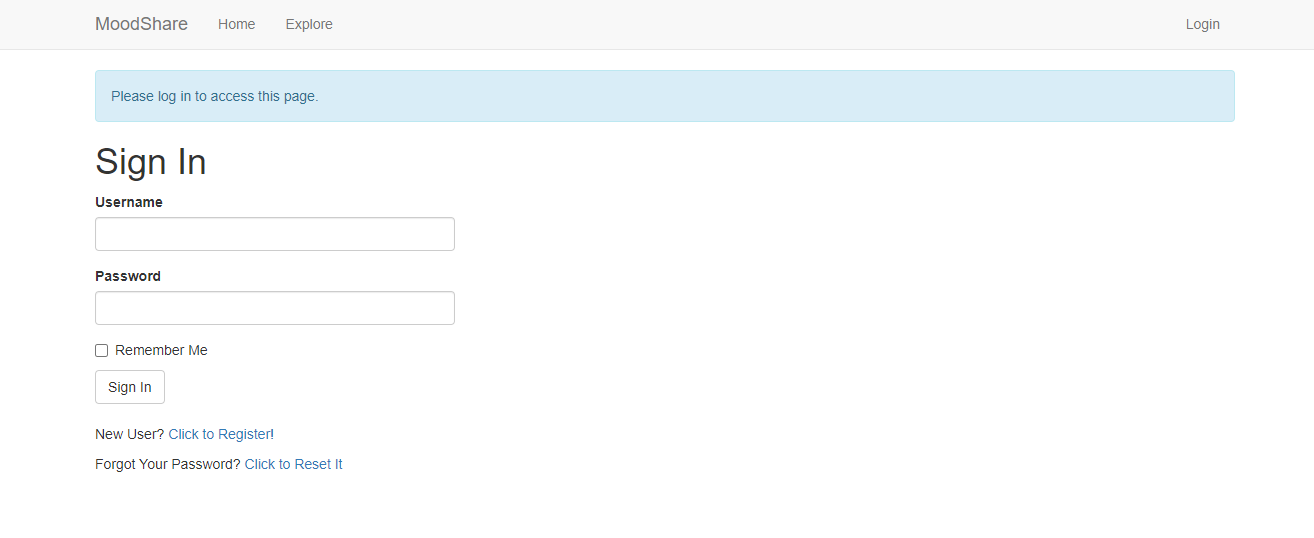 MoodShare Home Explore Login
Please log in to access this page.
Sign In
Username
Password
Remember Me
Sign In
New User? Click to Register!
Forgot Your Password? Click to Reset It